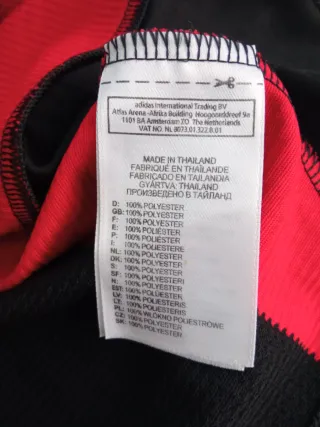 adidas International Trading BV
Atlas Arena -Afrika Building Hoogoorddreef 9a
1101 BA Amsterdam ZO The Netherlands
VAT NO. NL 8073.01.322.B.01
MADE IN THAILAND
FABRIQUÉ EN THAÏLANDE
FABRICADO EN TAILANDIA
GYÁRTVA: THAILAND
ПРОИЗВЕДЕНО В ТАЙЛАНД
D: 100% POLYESTER
GB: 100% POLYESTER
F: 100% POLYESTER
E: 100% POLIÉSTER
P: 100% POLIÉSTER
I: 100% POLIESTERE
NL: 100% POLYESTER
DK: 100% POLYESTER
S: 100% POLYESTER
SF: 100% POLYESTERI
N: 100% POLYESTER
EST: 100% POLÜESTER
LV: 100% POLIESTERIS
LT: 100% POLIESTERIS
PL: 100% WŁÓKNO POLIESTROWE
CZ: 100% POLYESTER
SK: 100% POLYESTER